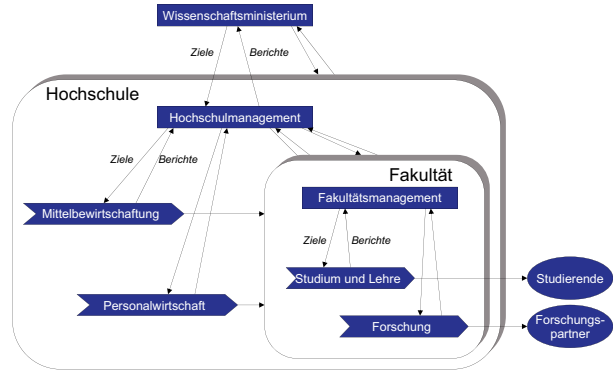 Wissenschaftsministerium
Ziele
Berichte
Hochschule
Hochschulmanagement
Ziele
Berichte
Fakultät
Fakultätsmanagement
Mittelbewirtschaftung
Ziele
Berichte
Studium und Lehre
Studierende
Personalwirtschaft
Forschung
Forschungs-
partner